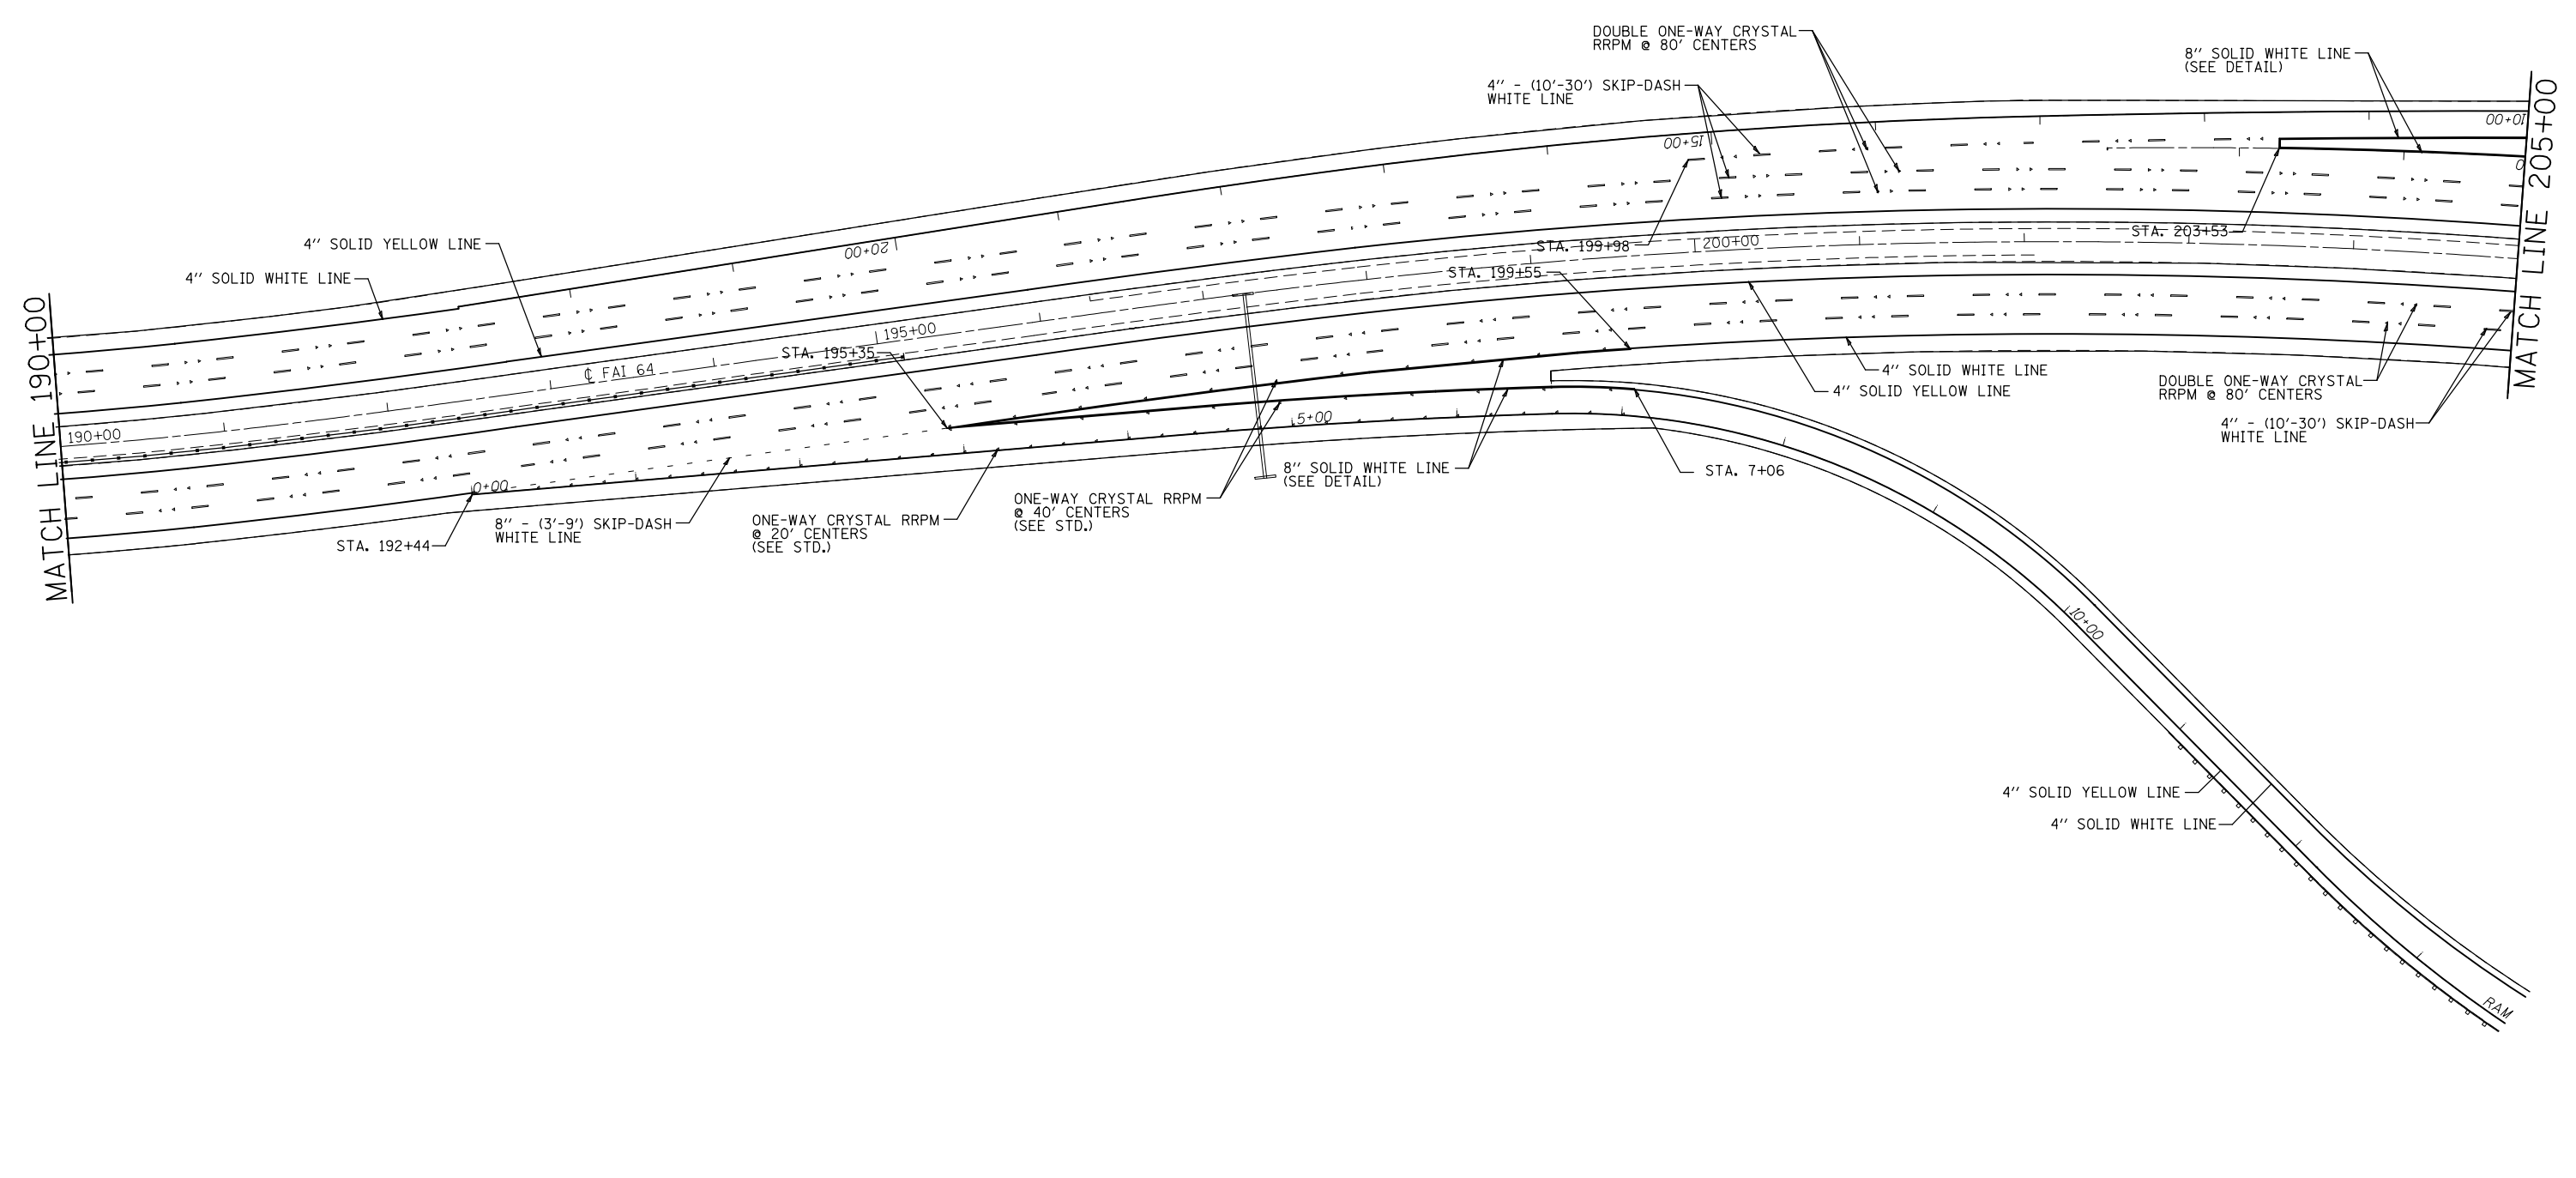 DOUBLE ONE-WAY CRYSTAL
RRPM @ 80' CENTERS
8" SOLID WHITE LINE
(SEE DETAIL)
4" - (10'-30') SKIP-DASH
WHITE LINE
10+00
15+00
0
MATCH LINE 205+00
STA. 199+98
200+00
STA. 203+53
4" SOLID YELLOW LINE
20+00
4" SOLID WHITE LINE
STA. 199+55
MATCH LINE 190+00
195+00
STA. 195+35
℄ FAI 64
4" SOLID WHITE LINE
4" SOLID YELLOW LINE
DOUBLE ONE-WAY CRYSTAL
RRPM @ 80' CENTERS
4" - (10'-30') SKIP-DASH
WHITE LINE
190+00
5+00
8" SOLID WHITE LINE
(SEE DETAIL)
STA. 7+06
0+00
ONE-WAY CRYSTAL RRPM
@ 40' CENTERS
(SEE STD.)
8" - (3'-9') SKIP-DASH
WHITE LINE
ONE-WAY CRYSTAL RRPM
@ 20' CENTERS
(SEE STD.)
STA. 192+44
10+00
4" SOLID YELLOW LINE
4" SOLID WHITE LINE
RAM